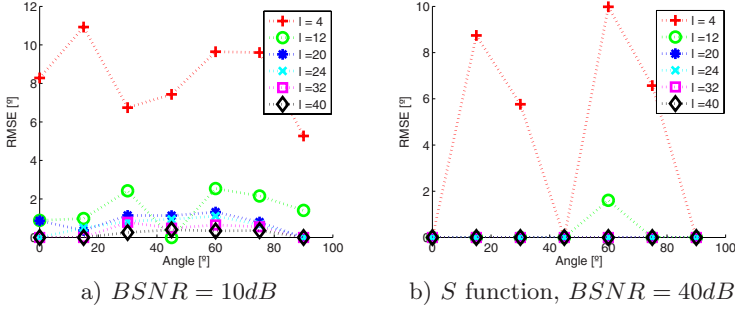 12
10
8
6
4
2
0
RMSE [º]
0
20
40
60
80
100
Angle [º]
l = 4
l =12
l =20
l =24
l =32
l =40
a) BSNR = 10dB
10
8
6
4
2
0
RMSE [º]
0
20
40
60
80
100
Angle [º]
l = 4
l =12
l =20
l =24
l =32
l =40
b) S function, BSNR = 40dB